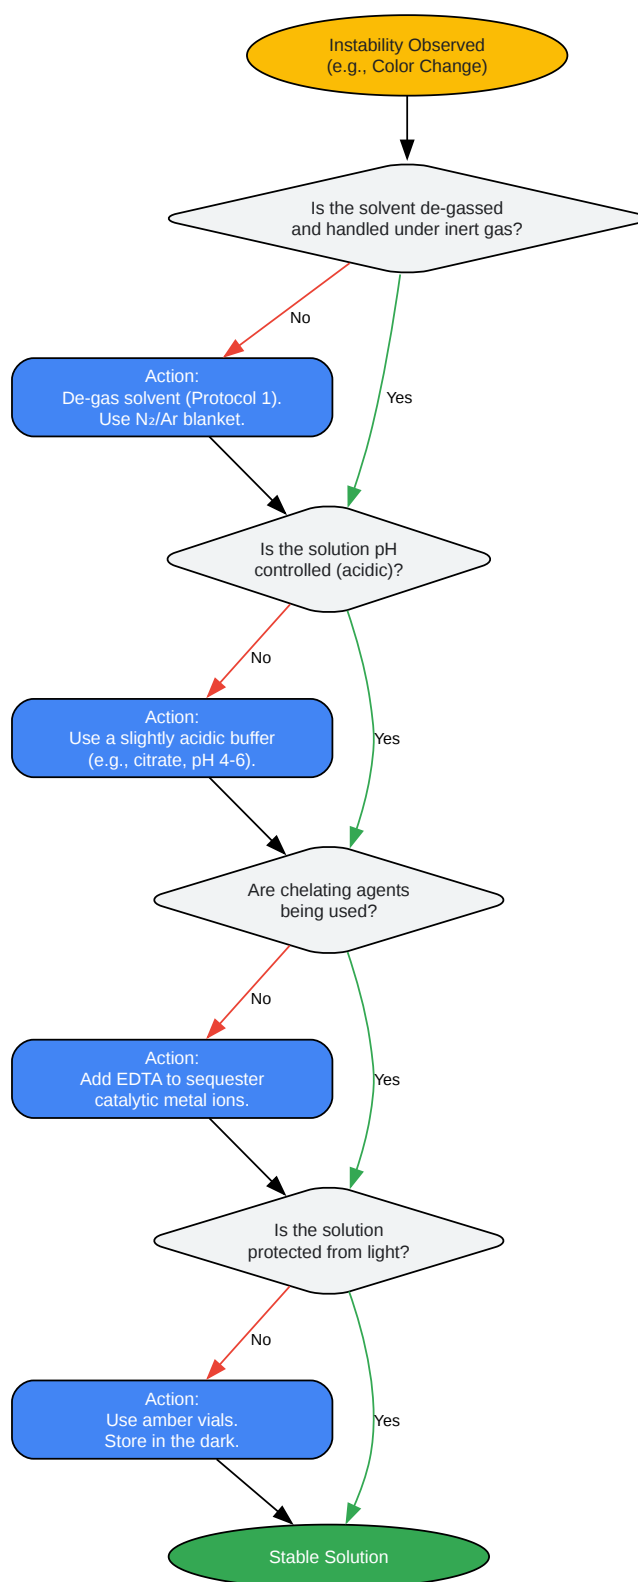 Instability Observed
(e.g., Color Change)
Is the solvent de-gassed
and handled under inert gas?
No
Yes
Action:
De-gas solvent (Protocol 1).
Use N₂/Ar blanket.
Is the solution pH
controlled (acidic)?
No
Yes
Action:
Use a slightly acidic buffer
(e.g., citrate, pH 4-6).
Are chelating agents
being used?
No
Yes
Action:
Add EDTA to sequester
catalytic metal ions.
Is the solution
protected from light?
No
Yes
Action:
Use amber vials.
Store in the dark.
Stable Solution